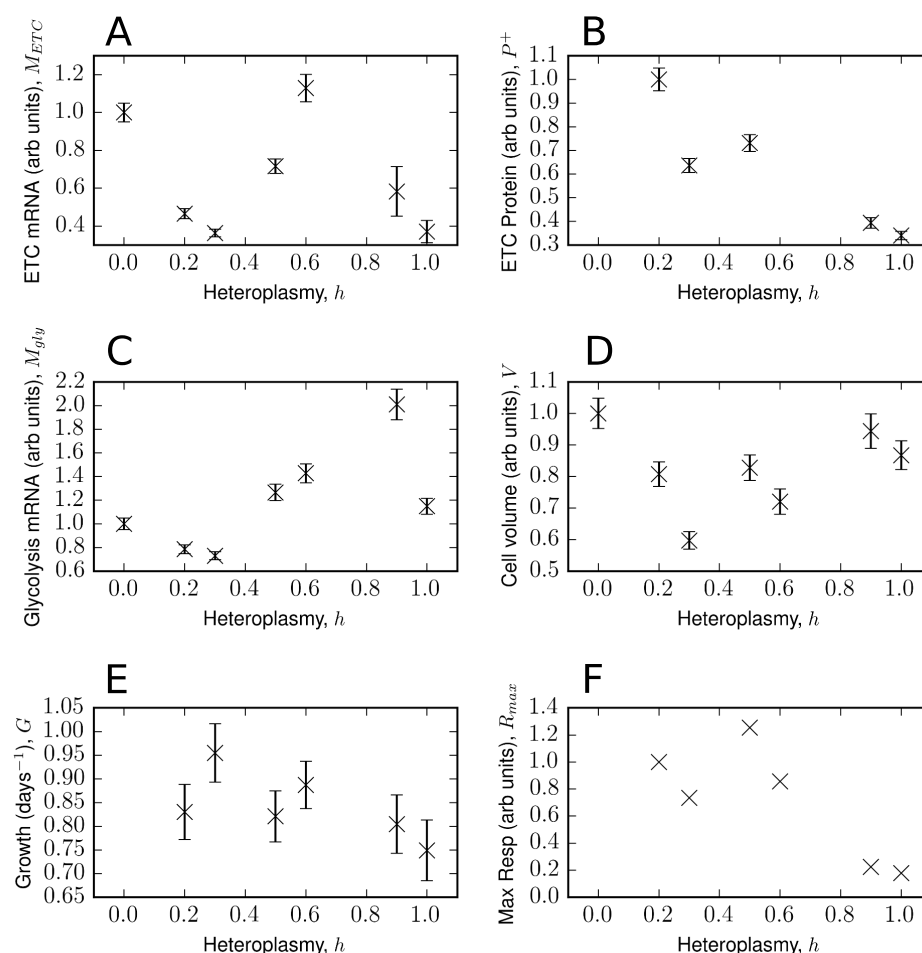 A
ETC mRNA (arb units), M_{ETC}
1.2
1.0
0.8
0.6
0.4
0.0 0.2 0.4 0.6 0.8 1.0
Heteroplasmy, h
B
ETC Protein (arb units), P^+
1.1
1.0
0.9
0.8
0.7
0.6
0.5
0.4
0.3
0.0 0.2 0.4 0.6 0.8 1.0
Heteroplasmy, h
C
Glycolysis mRNA (arb units), M_{gly}
2.2
2.0
1.8
1.6
1.4
1.2
1.0
0.8
0.6
0.0 0.2 0.4 0.6 0.8 1.0
Heteroplasmy, h
D
Cell volume (arb units), V
1.1
1.0
0.9
0.8
0.7
0.6
0.5
0.0 0.2 0.4 0.6 0.8 1.0
Heteroplasmy, h
E
Growth (days^{-1}), G
1.05
1.00
0.95
0.90
0.85
0.80
0.75
0.70
0.65
0.0 0.2 0.4 0.6 0.8 1.0
Heteroplasmy, h
F
Max Resp (arb units), R_{max}
1.4
1.2
1.0
0.8
0.6
0.4
0.2
0.0
0.0 0.2 0.4 0.6 0.8 1.0
Heteroplasmy, h